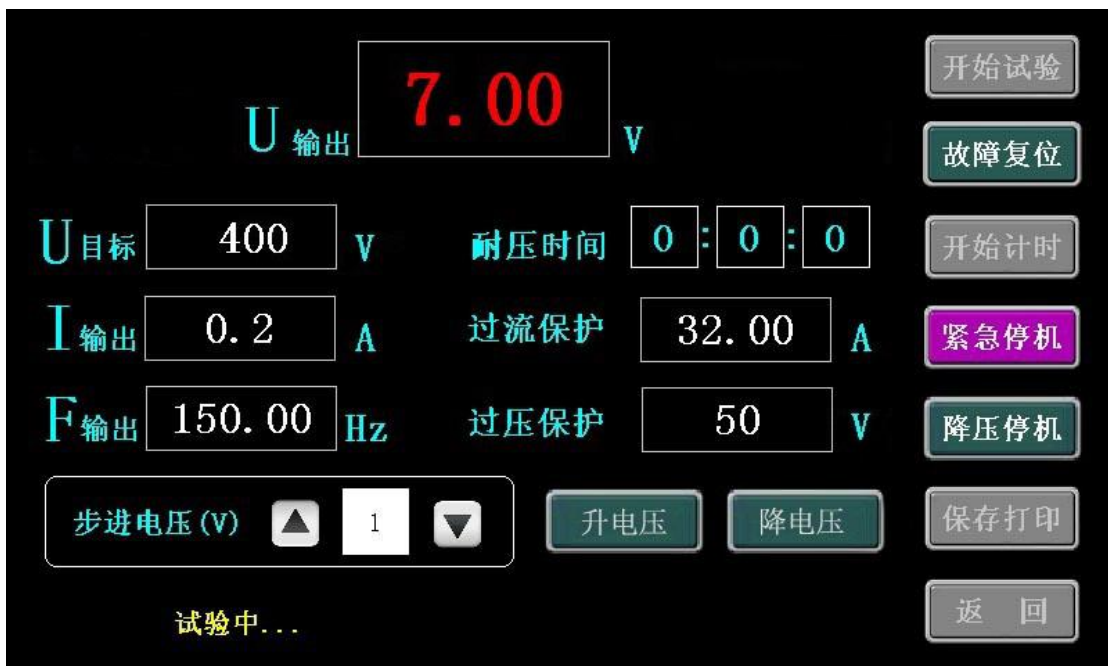 U输出 7.00 V
开始试验
故障复位
U目标 400 V 耐压时间 0 : 0 : 0
开始计时
I输出 0.2 A 过流保护 32.00 A
紧急停机
F输出 150.00 Hz 过压保护 50 V
降压停机
步进电压(V) 1 升电压 降电压
保存打印
试验中...
返 回